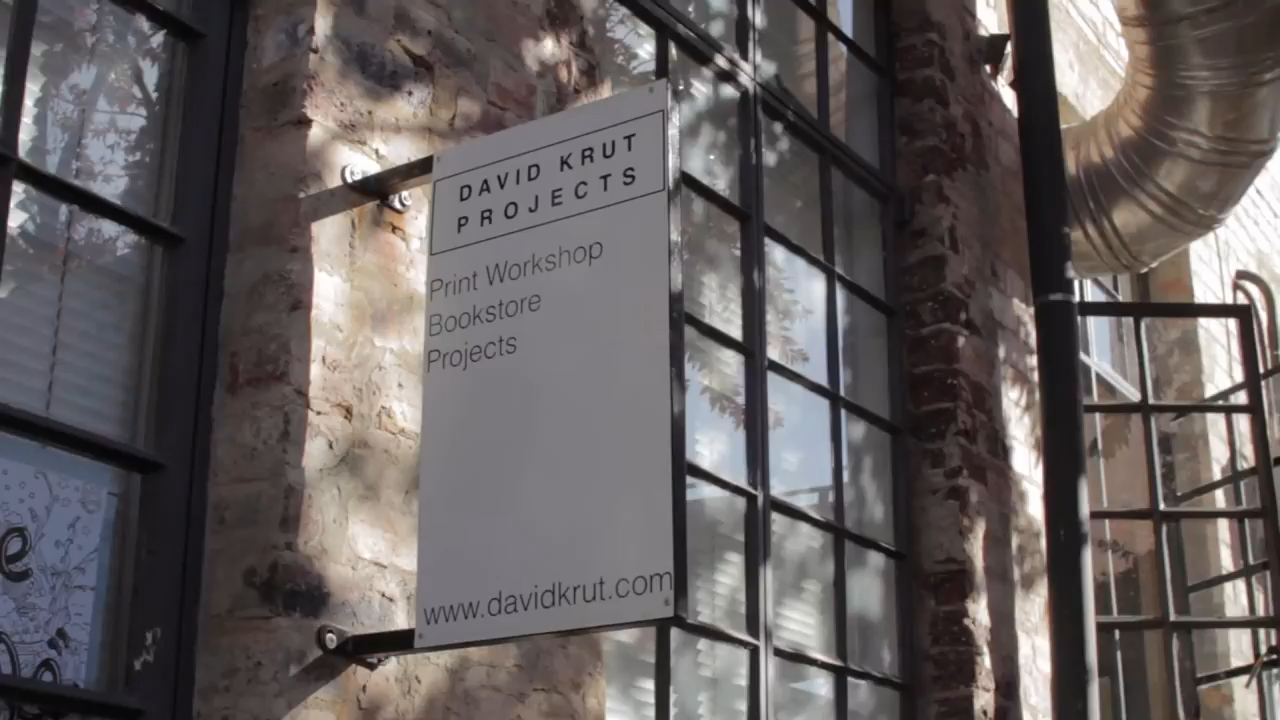 DAVID KRUT
PROJECTS
Print Workshop
Bookstore
Projects
www.davidkrut.com